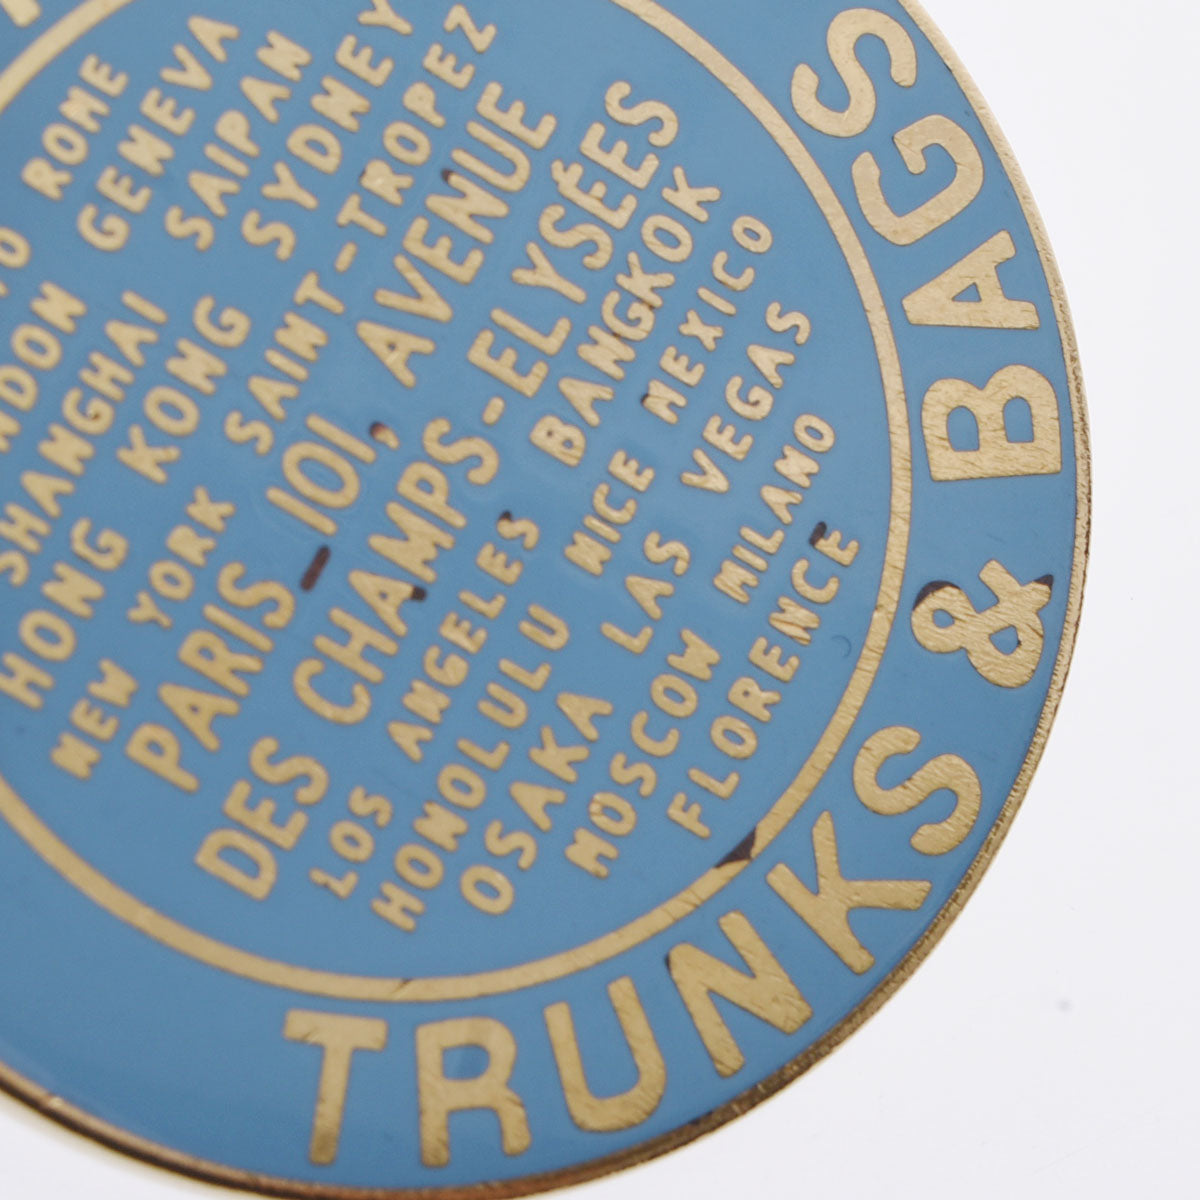 TRUNKS & BAGS
ROME
GENEVA
SHANGHAI SAIPAN
HONG KONG SYDNEY
NEW YORK SAINT-TROPEZ
PARIS-101, AVENUE
DES CHAMPS-ELYSÉES
LOS ANGELES BANGKOK
HONOLULU NICE MEXICO
OSAKA LAS VEGAS
MOSCOW MILANO
FLORENCE